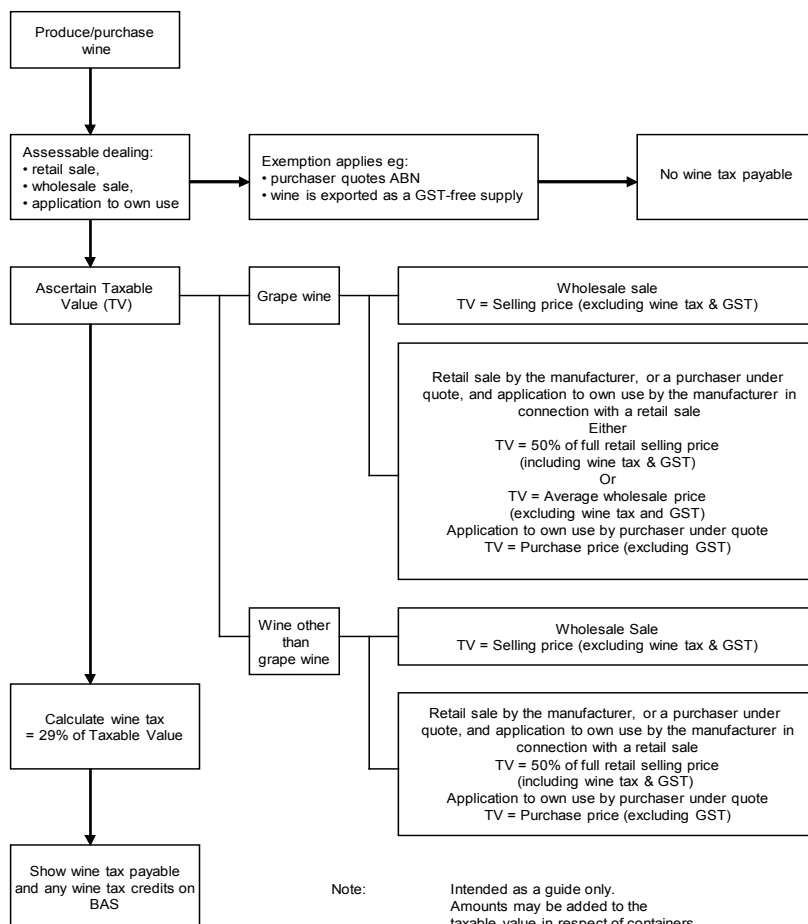 Produce/purchase
wine
Assessable dealing:
• retail sale,
• wholesale sale,
• application to own use
Exemption applies eg:
• purchaser quotes ABN
• wine is exported as a GST-free supply
No wine tax payable
Ascertain Taxable
Value (TV)
Grape wine
Wholesale sale
TV = Selling price (excluding wine tax & GST)
Retail sale by the manufacturer, or a purchaser under
quote, and application to own use by the manufacturer in
connection with a retail sale
Either
TV = 50% of full retail selling price
(including wine tax & GST)
Or
TV = Average wholesale price
(excluding wine tax and GST)
Application to own use by purchaser under quote
TV = Purchase price (excluding GST)
Wine other
than
grape wine
Wholesale Sale
TV = Selling price (excluding wine tax & GST)
Retail sale by the manufacturer, or a purchaser under
quote, and application to own use by the manufacturer in
connection with a retail sale
TV = 50% of full retail selling price
(including wine tax & GST)
Application to own use by purchaser under quote
TV = Purchase price (excluding GST)
Calculate wine tax
= 29% of Taxable Value
Show wine tax payable
and any wine tax credits on
BAS
Note: Intended as a guide only.
Amounts may be added to the
taxable value in respect of containers